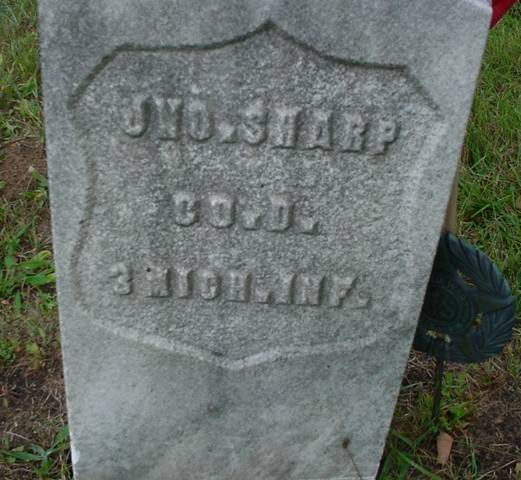 JNO. SHARP
CO. D.
3 MICH. INF.